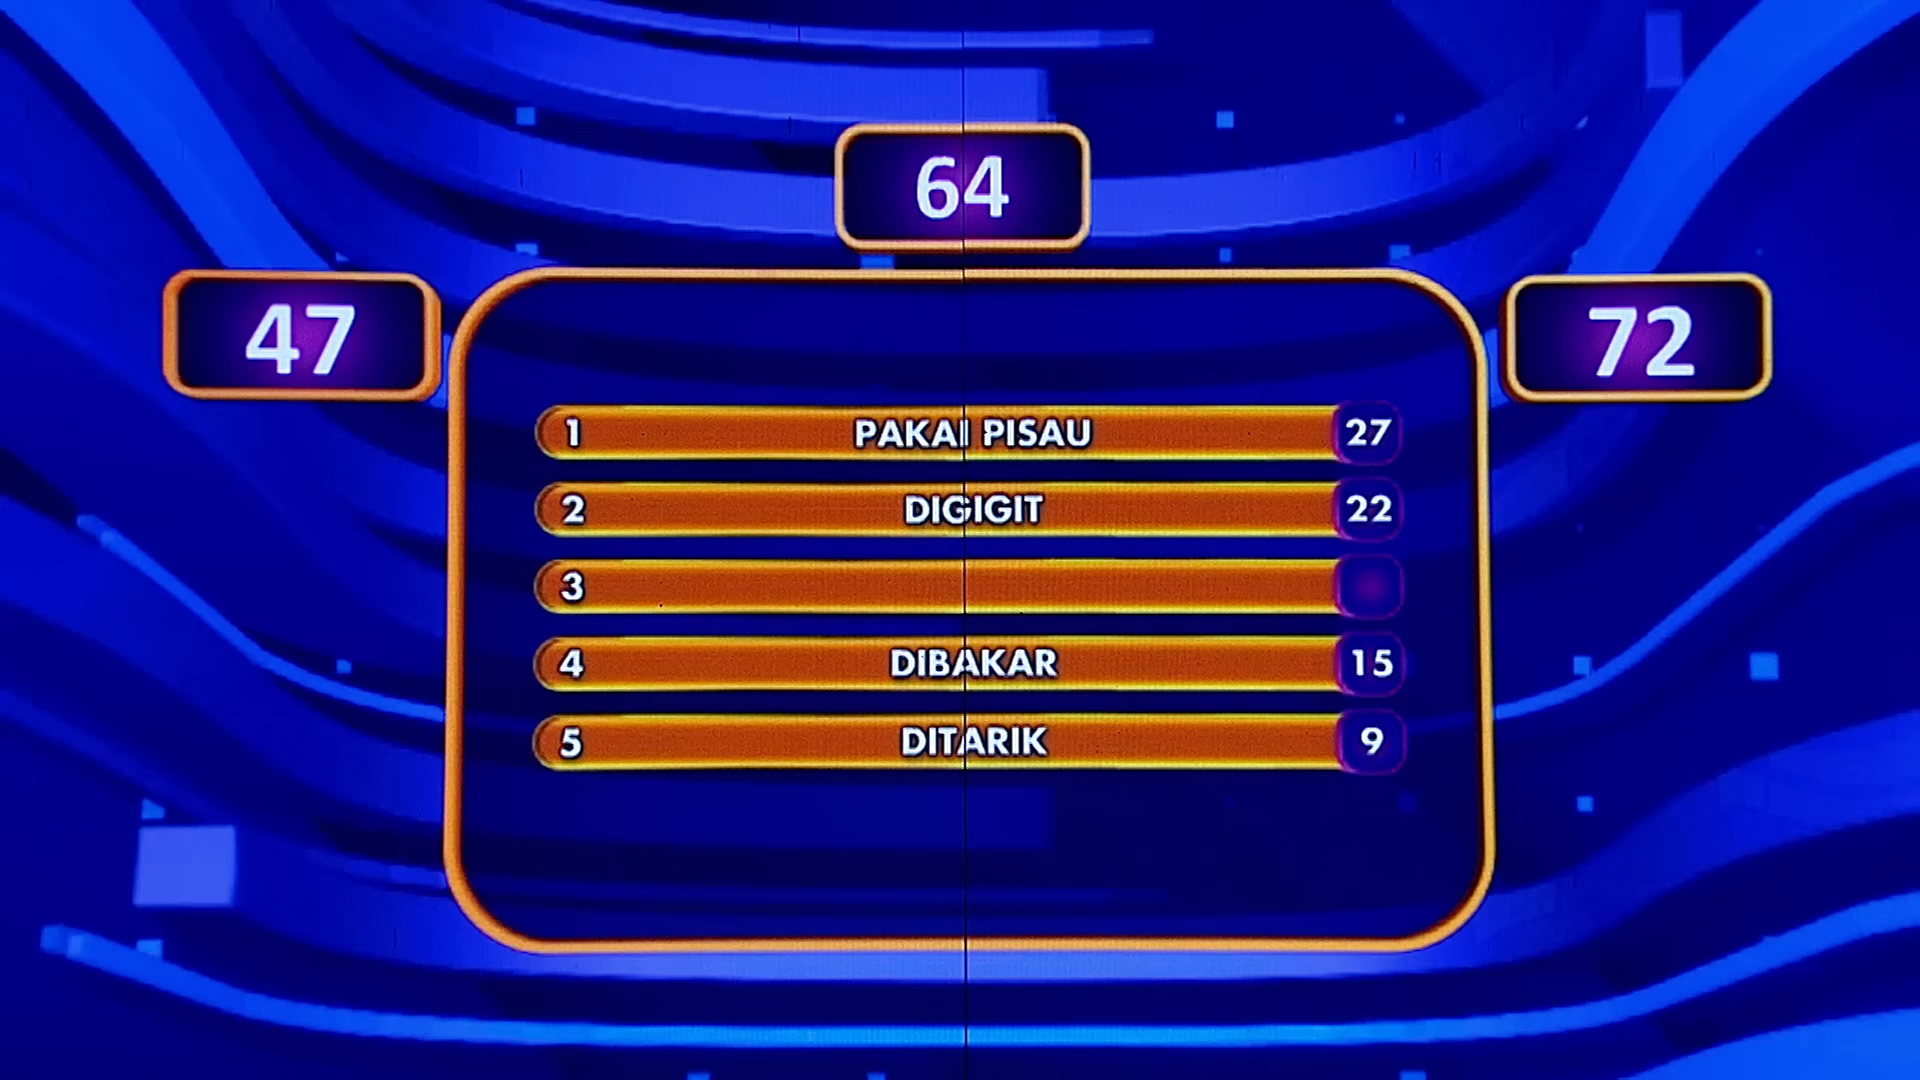 64
47
72
1 PAKAI PISAU 27
2 DIGIGIT 22
3
4 DIBAKAR 15
5 DITARIK 9